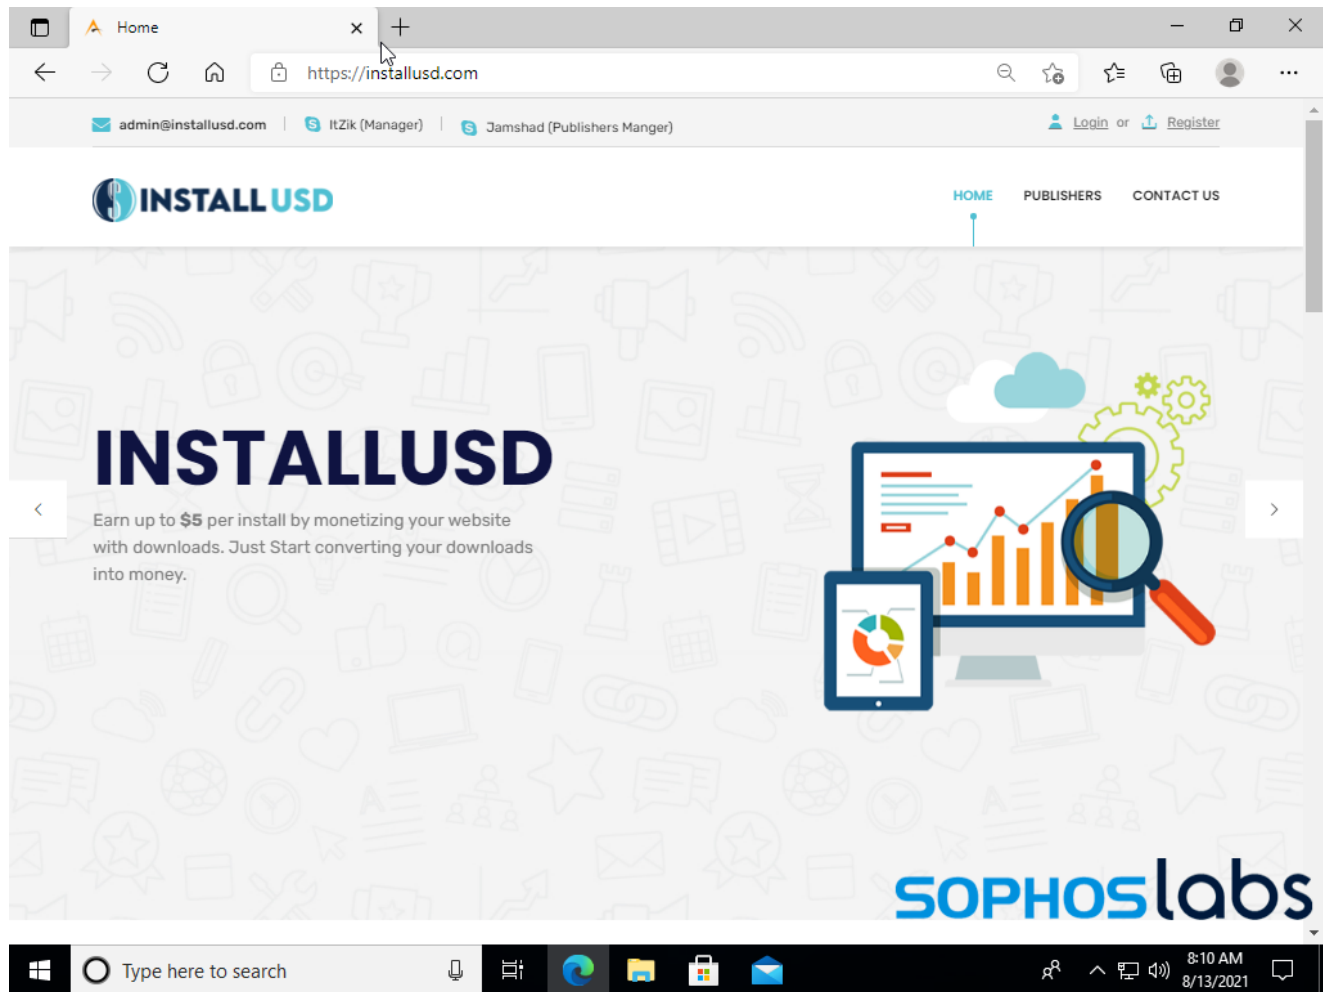 Home
https://installusd.com
admin@installusd.com
ItZik (Manager)
Jamshad (Publishers Manger)
Login or Register
INSTALLUSD
HOME
PUBLISHERS
CONTACT US
INSTALLUSD
Earn up to $5 per install by monetizing your website
with downloads. Just Start converting your downloads
into money.
SOPHOSlabs
Type here to search
8:10 AM
8/13/2021